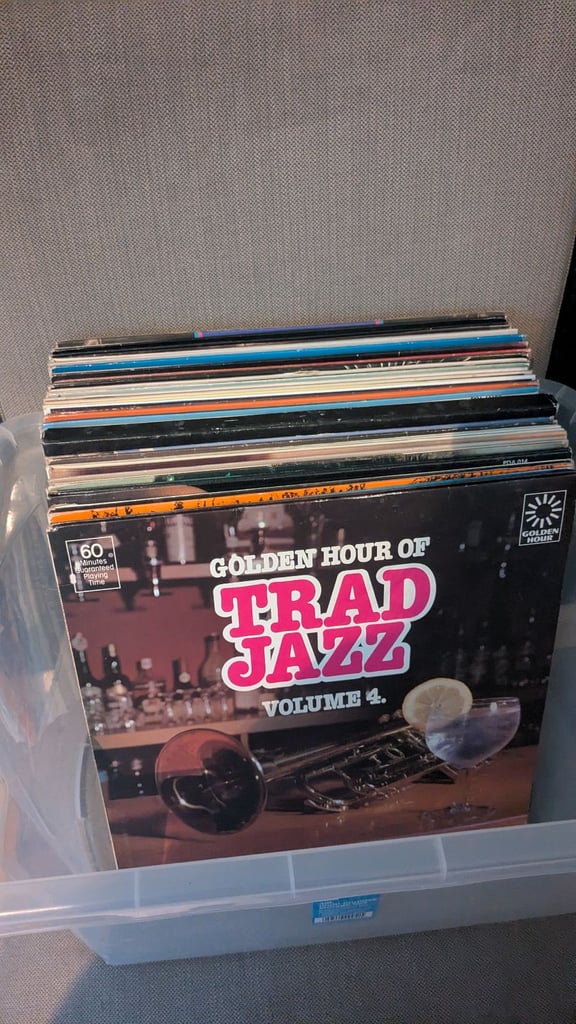 60
Minutes
Guaranteed
Playing
Time
GOLDEN HOUR OF
TRAD
JAZZ
VOLUME 4.
GOLDEN
HOUR